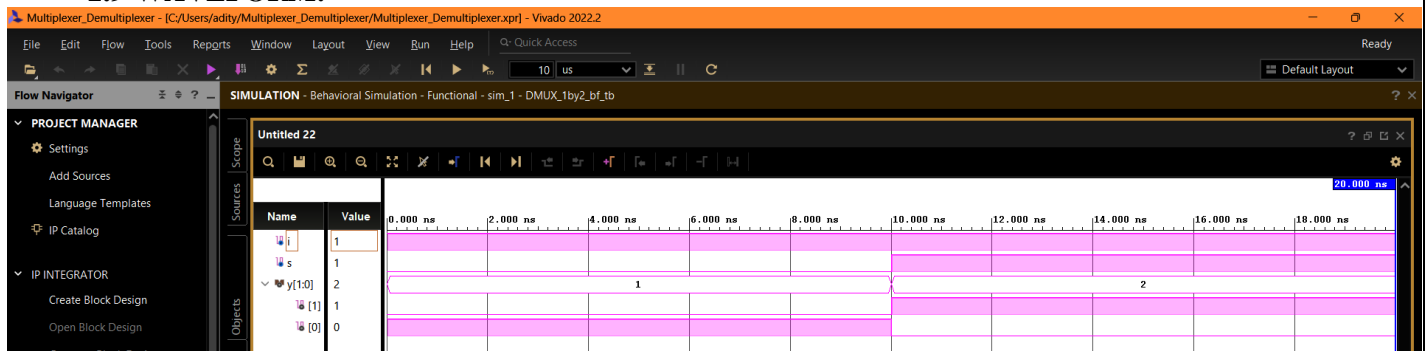 Multiplexer_Demultiplexer - [C:/Users/adity/Multiplexer_Demultiplexer/Multiplexer_Demultiplexer.xpr] - Vivado 2022.2
File Edit Flow Tools Reports Window Layout View Run Help Q- Quick Access Ready
10 us Default Layout
Flow Navigator SIMULATION - Behavioral Simulation - Functional - sim_1 - DMUX_1by2_bf_tb
PROJECT MANAGER
Settings
Add Sources
Language Templates
IP Catalog
IP INTEGRATOR
Create Block Design
Open Block Design
Scope
Sources
Objects
Untitled 22
20.000 ns
Name Value 0.000 ns 2.000 ns 4.000 ns 6.000 ns 8.000 ns 10.000 ns 12.000 ns 14.000 ns 16.000 ns 18.000 ns
i 1
s 1
y[1:0] 2 1 2
[1] 1
[0] 0